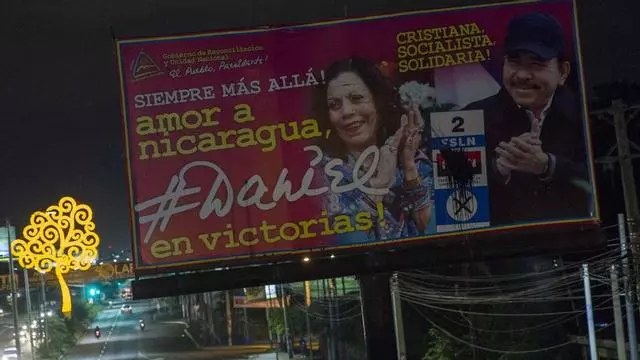 Gobierno de Reconciliación
y Unidad Nacional
El Pueblo, Presidente!
SIEMPRE MÁS ALLÁ!
amor a
nicaragua,
#Daniel
en victorias!
CRISTIANA,
SOCIALISTA,
SOLIDARIA!
2
FSLN